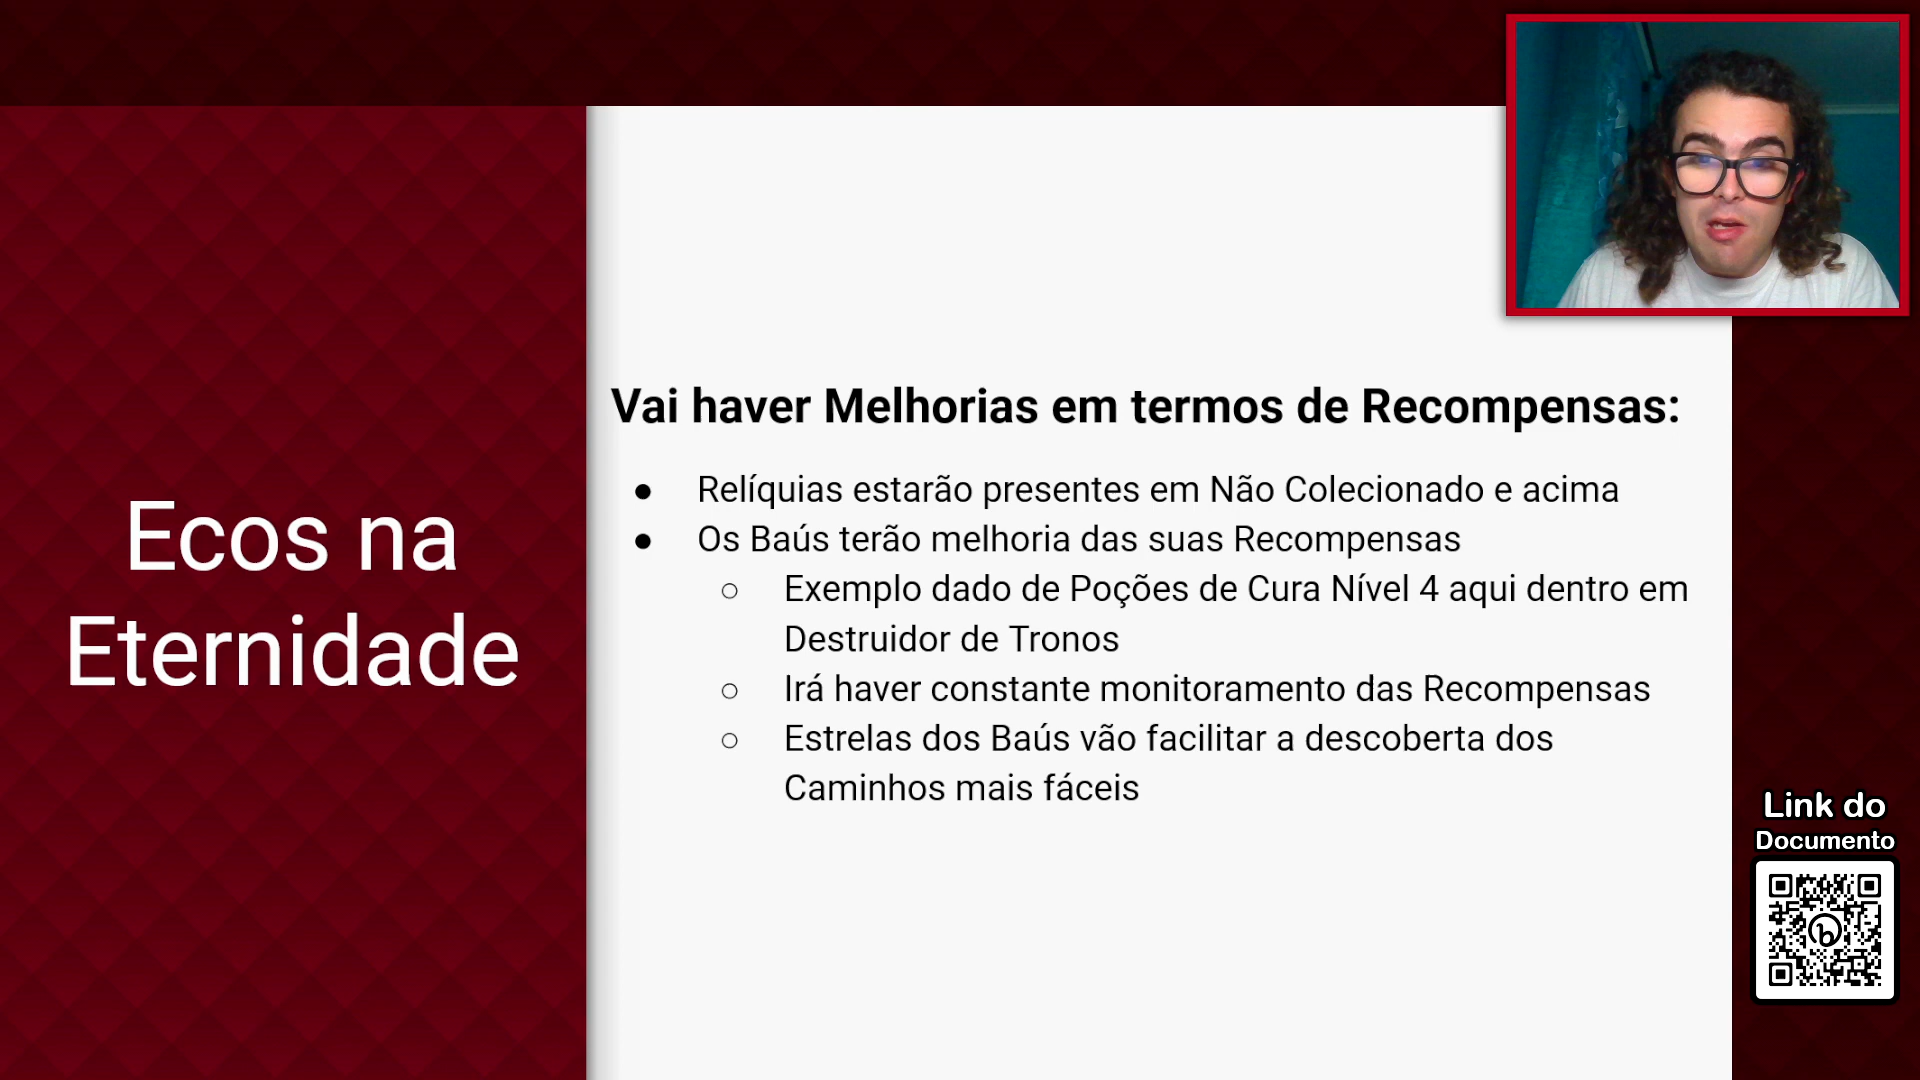 Ecos na
Eternidade
Vai haver Melhorias em termos de Recompensas:
● Relíquias estarão presentes em Não Colecionado e acima
● Os Baús terão melhoria das suas Recompensas
○ Exemplo dado de Poções de Cura Nível 4 aqui dentro em
Destruidor de Tronos
○ Irá haver constante monitoramento das Recompensas
○ Estrelas dos Baús vão facilitar a descoberta dos
Caminhos mais fáceis
Link do
Documento